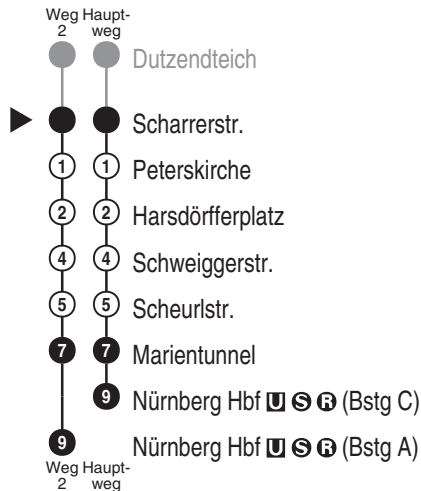 Weg Haupt-
2 weg
Dutzendteich
Scharrerstr.
1 1 Peterskirche
2 2 Harsdörfferplatz
4 4 Schweiggerstr.
5 5 Scheurlstr.
7 7 Marientunnel
9 Nürnberg Hbf U S R (Bstg C)
9 Nürnberg Hbf U S R (Bstg A)
Weg Haupt-
2 weg